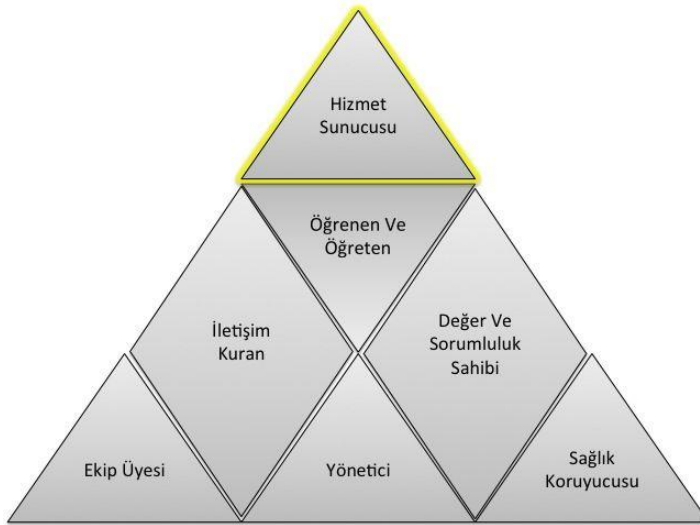 Hizmet
Sunucusu
Öğrenen Ve
Öğreten
İletişim
Kuran
Değer Ve
Sorumluluk
Sahibi
Ekip Üyesi
Yönetici
Sağlık
Koruyucusu